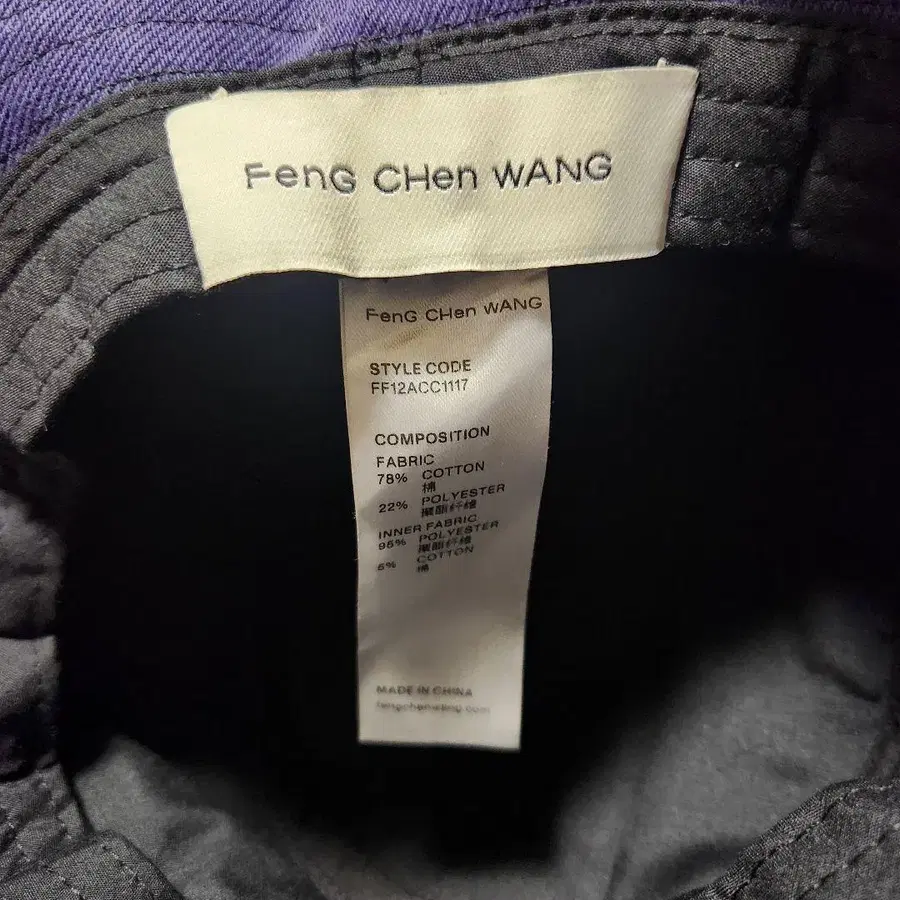 FenG CHen WANG
FenG CHen WANG
STYLE CODE
FF12ACC1117
COMPOSITION
FABRIC
78% COTTON
棉
22% POLYESTER
聚酯纤维
INNER FABRIC
95% POLYESTER
聚酯纤维
5% COTTON
棉
MADE IN CHINA
fengchenwang.com